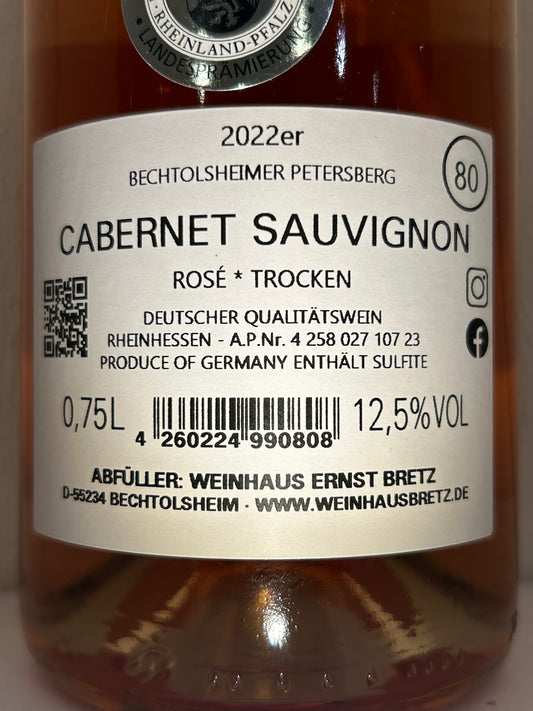 RHEINLAND-PFALZ
LANDESPRÄMIERUNG
2022er
BECHTOLSHEIMER PETERSBERG
80
CABERNET SAUVIGNON
ROSÉ * TROCKEN
DEUTSCHER QUALITÄTSWEIN
RHEINHESSEN - A.P.Nr. 4 258 027 107 23
PRODUCE OF GERMANY ENTHÄLT SULFITE
0,75L
4 260224 990808
12,5%VOL
ABFÜLLER: WEINHAUS ERNST BRETZ
D-55234 BECHTOLSHEIM · WWW.WEINHAUSBRETZ.DE